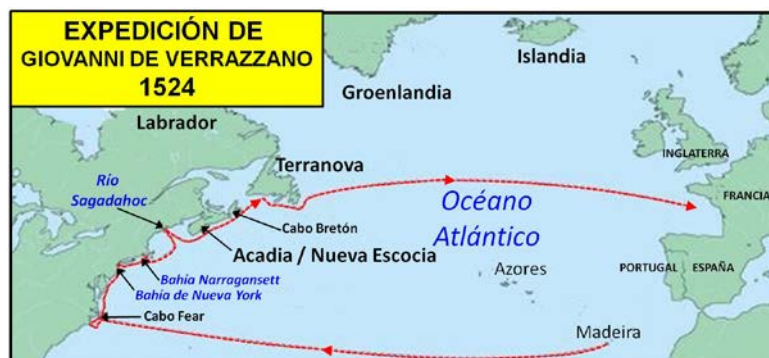 EXPEDICIÓN DE
GIOVANNI DE VERRAZZANO
1524
Islandia
Groenlandia
Labrador
Terranova
INGLATERRA
Río
Sagadahoc
FRANCIA
Océano
Atlántico
Cabo Bretón
Acadia / Nueva Escocia
Bahía Narragansett
Bahía de Nueva York
Azores
PORTUGAL
ESPAÑA
Cabo Fear
Madeira